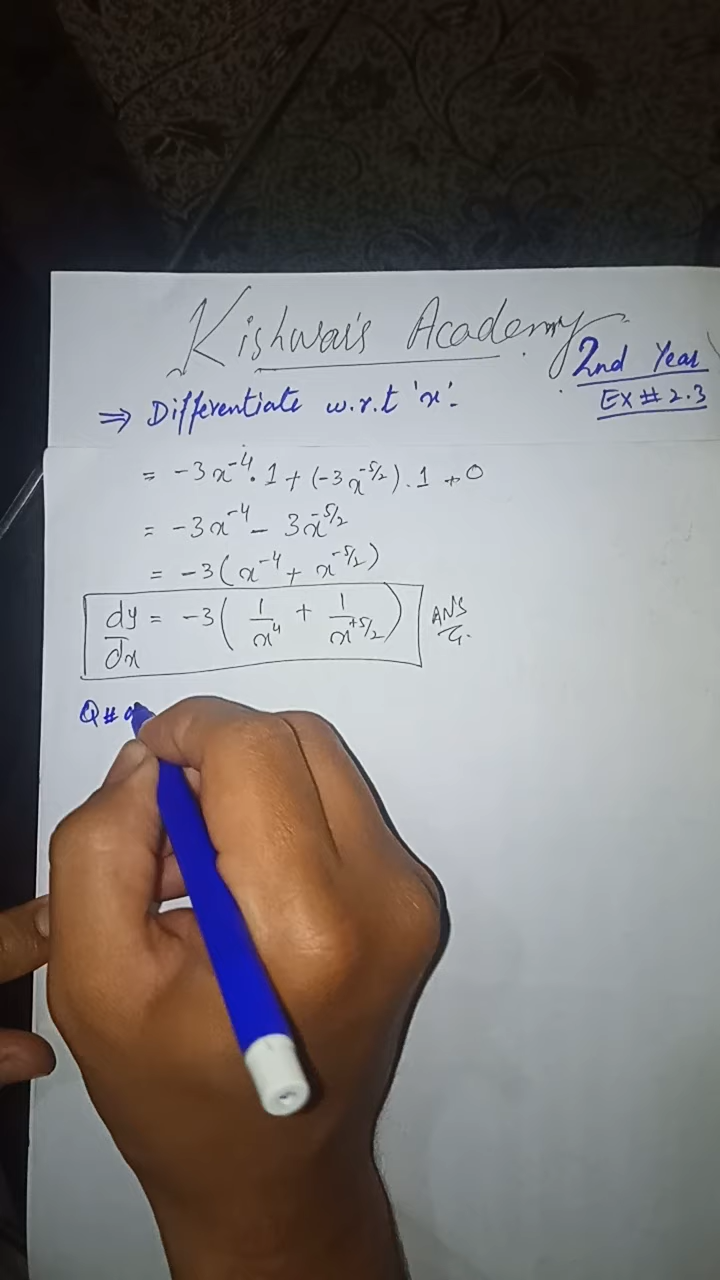 Kishwa's Academy
2nd Year
EX # 2.3
⇒ Differentiate w.r.t 'x':
= -3x⁻⁴ · 1 + (-3x^(-5/2)) · 1 + 0
= -3x⁻⁴ - 3x^(-5/2)
= -3(x⁻⁴ + x^(-5/2))
dy/dx = -3(1/x⁴ + 1/x^(+5/2)) ANS
Q#